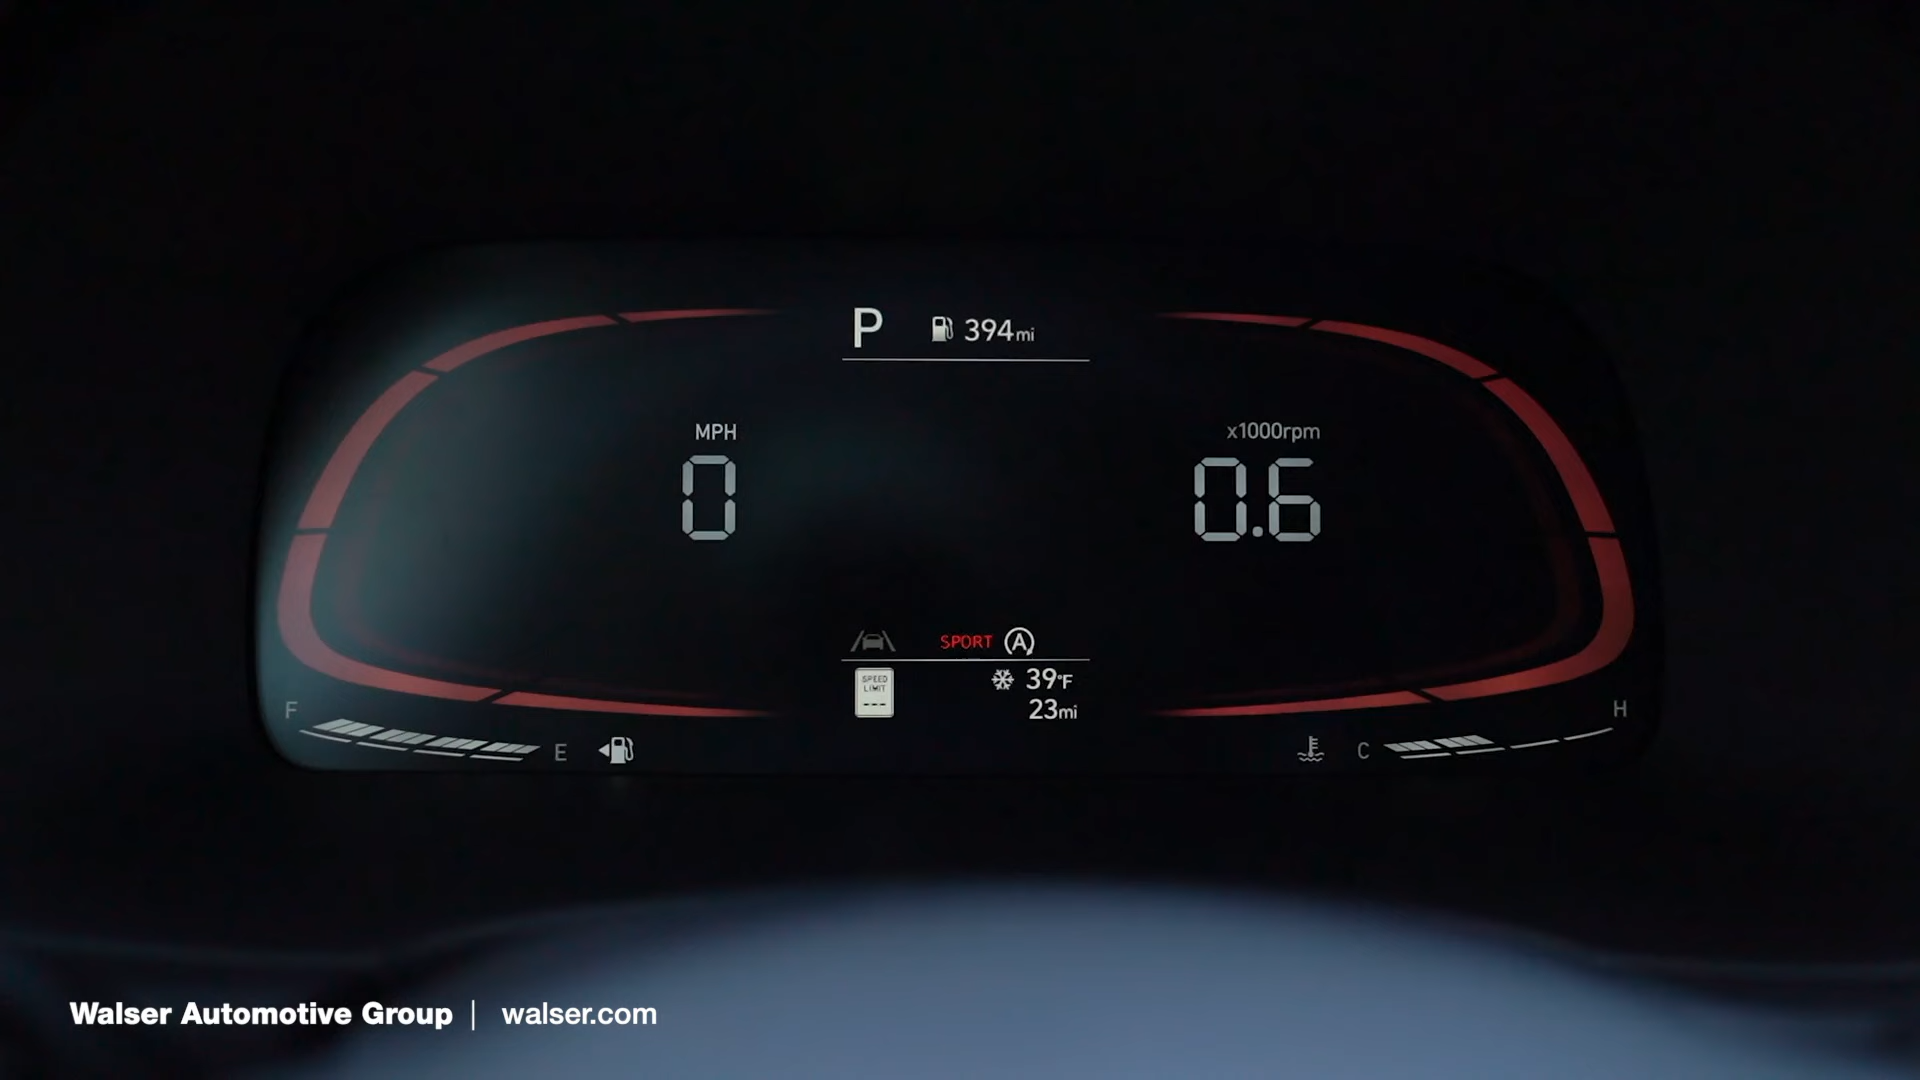 P 394mi
MPH
0
x1000rpm
0.6
SPORT A
SPEED
LIMIT
---
39°F
23mi
F
E
C
H
Walser Automotive Group | walser.com